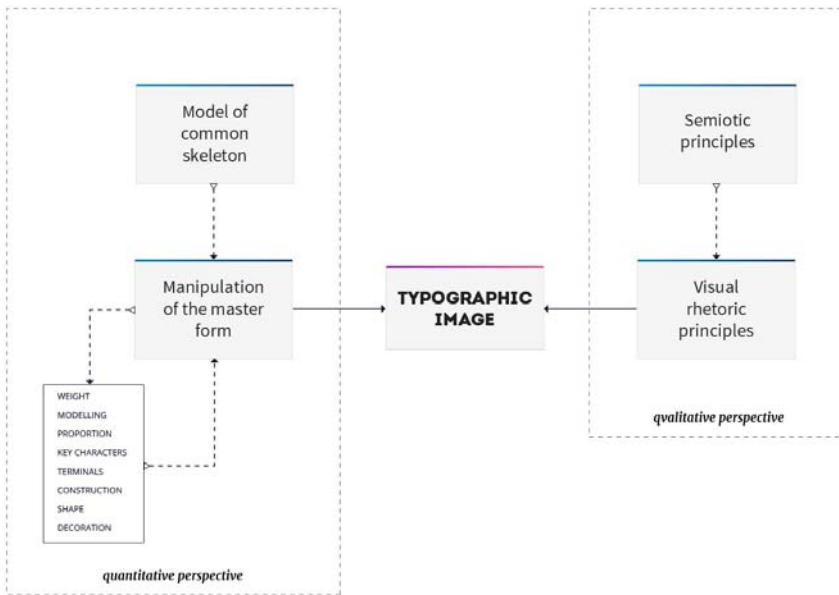 Model of
common
skeleton
Manipulation
of the master
form
WEIGHT
MODELLING
PROPORTION
KEY CHARACTERS
TERMINALS
CONSTRUCTION
SHAPE
DECORATION
quantitative perspective
TYPOGRAPHIC
IMAGE
Semiotic
principles
Visual
rhetoric
principles
qvalitative perspective